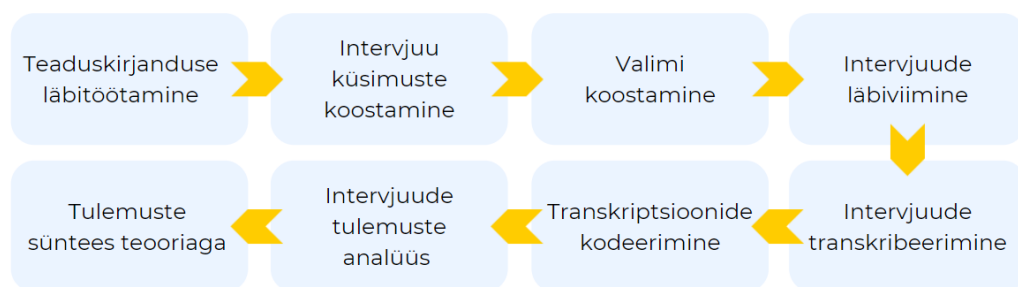 Teaduskirjanduse
läbitöötamine
Intervjuu
küsimuste
koostamine
Valimi
koostamine
Intervjuude
läbiviimine
Intervjuude
transkribeerimine
Transkriptsioonide
kodeerimine
Intervjuude
tulemuste
analüüs
Tulemuste
süntees teooriaga